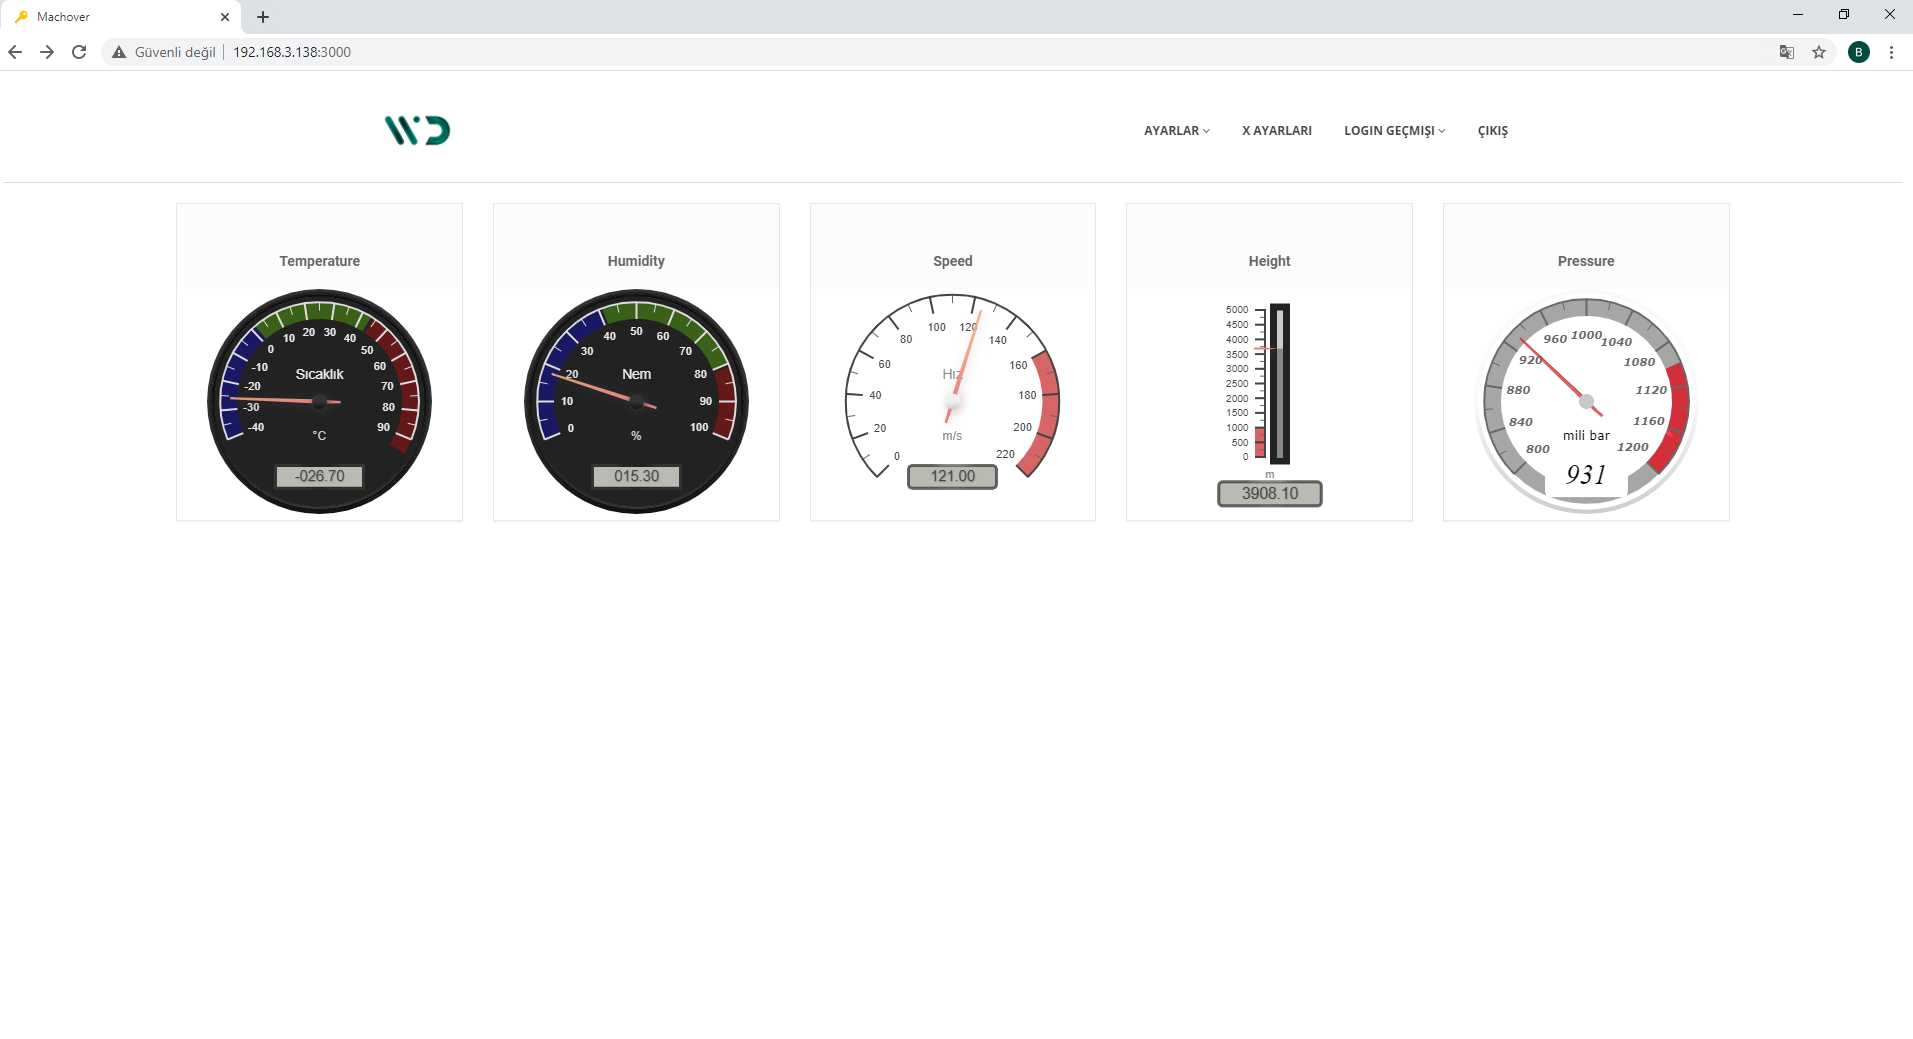 Machover
Güvenli değil 192.168.3.138:3000
B
WD
AYARLAR X AYARLARI LOGIN GEÇMIŞI ÇIKIŞ
Temperature
-40 -30 -20 -10 0 10 20 30 40 50 60 70 80 90
Sıcaklık
°C
-026.70
Humidity
0 10 20 30 40 50 60 70 80 90 100
Nem
%
015.30
Speed
0 20 40 60 80 100 120 140 160 180 200 220
Hız
m/s
121.00
Height
5000
4500
4000
3500
3000
2500
2000
1500
1000
500
0
m
3908.10
Pressure
800 840 880 920 960 1000 1040 1080 1120 1160 1200
mili bar
931